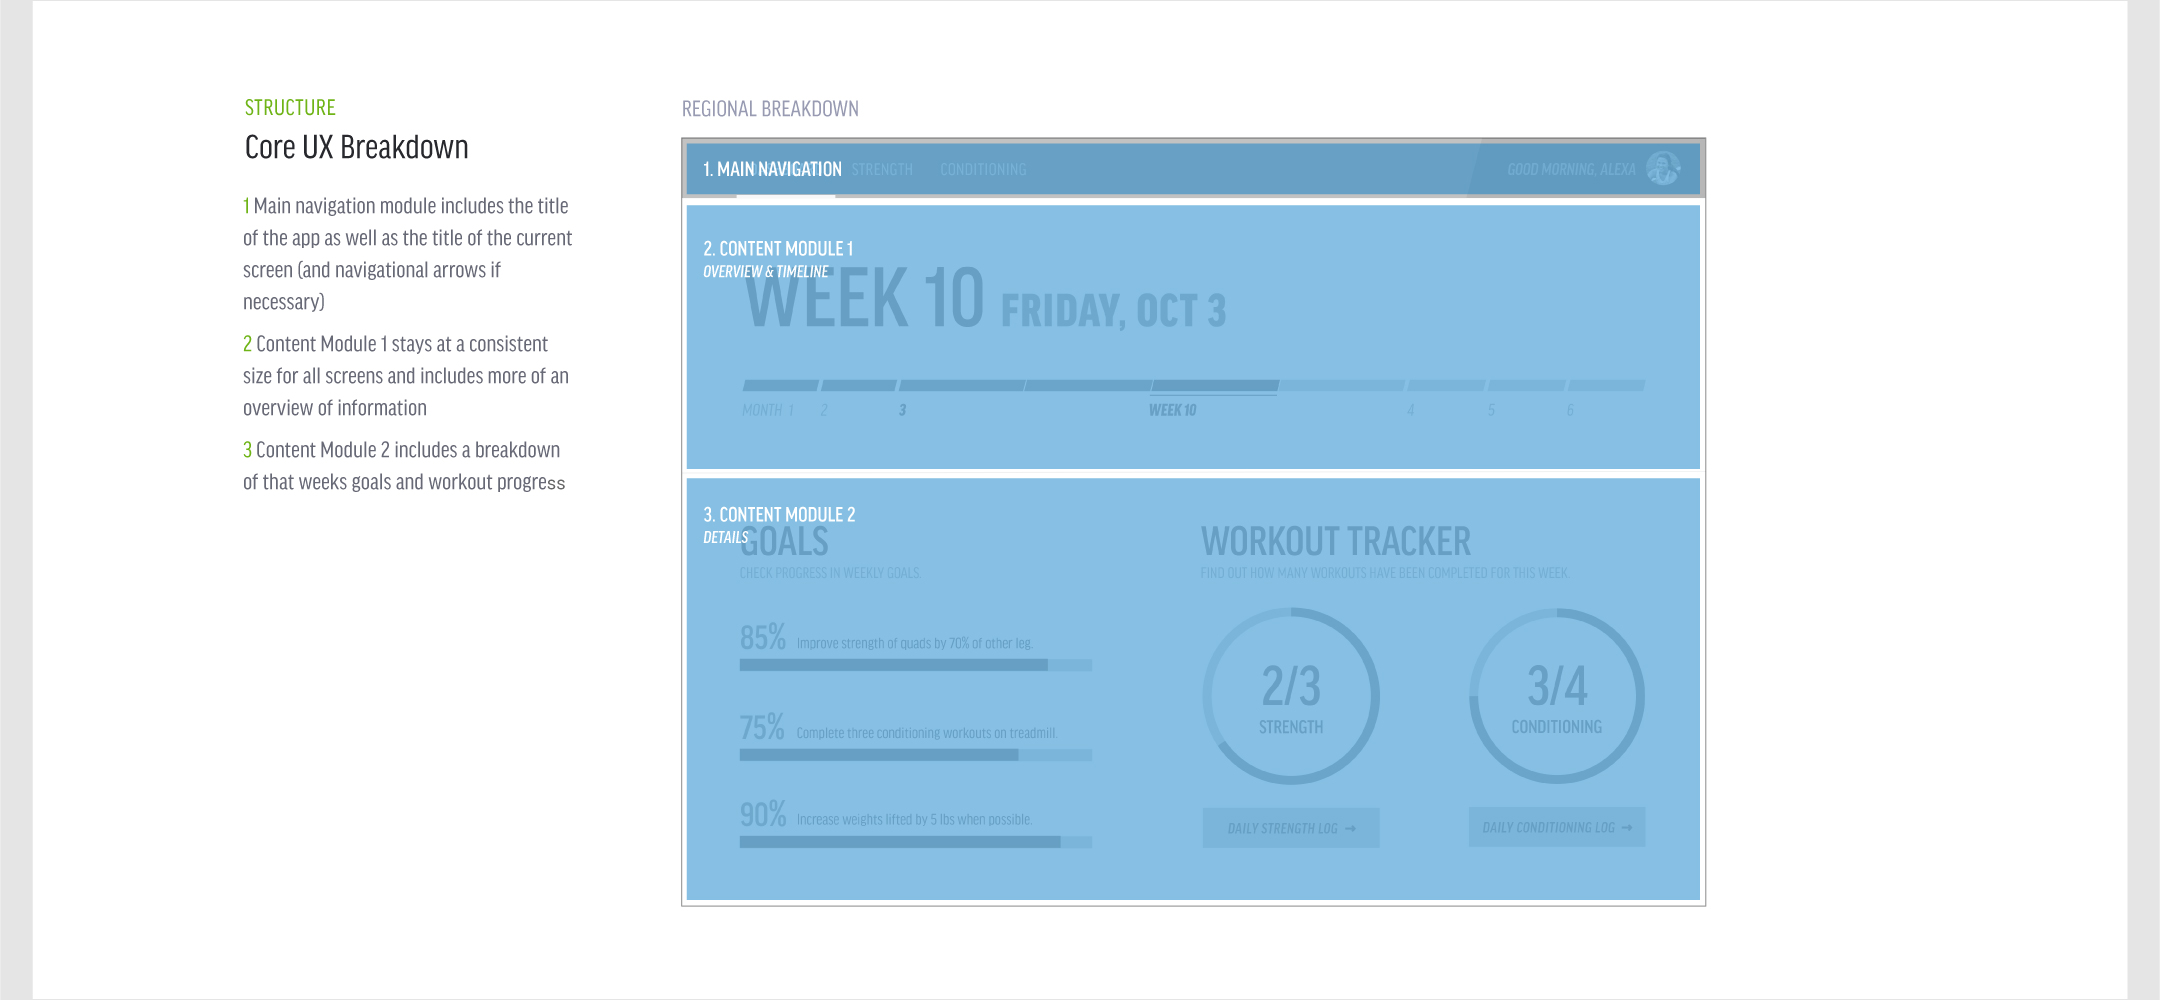 STRUCTURE
Core UX Breakdown
1 Main navigation module includes the title
of the app as well as the title of the current
screen (and navigational arrows if
necessary)
2 Content Module 1 stays at a consistent
size for all screens and includes more of an
overview of information
3 Content Module 2 includes a breakdown
of that weeks goals and workout progress
REGIONAL BREAKDOWN
1. MAIN NAVIGATION STRENGTH CONDITIONING GOOD MORNING, ALEXA
2. CONTENT MODULE 1
OVERVIEW & TIMELINE
WEEK 10 FRIDAY, OCT 3
MONTH 1 2 3 WEEK 10 4 5 6
3. CONTENT MODULE 2
DETAILS
GOALS
CHECK PROGRESS IN WEEKLY GOALS.
85% Improve strength of quads by 70% of other leg.
75% Complete three conditioning workouts on treadmill.
90% Increase weights lifted by 5 lbs when possible.
WORKOUT TRACKER
FIND OUT HOW MANY WORKOUTS HAVE BEEN COMPLETED FOR THIS WEEK.
2/3
STRENGTH
3/4
CONDITIONING
DAILY STRENGTH LOG →
DAILY CONDITIONING LOG →